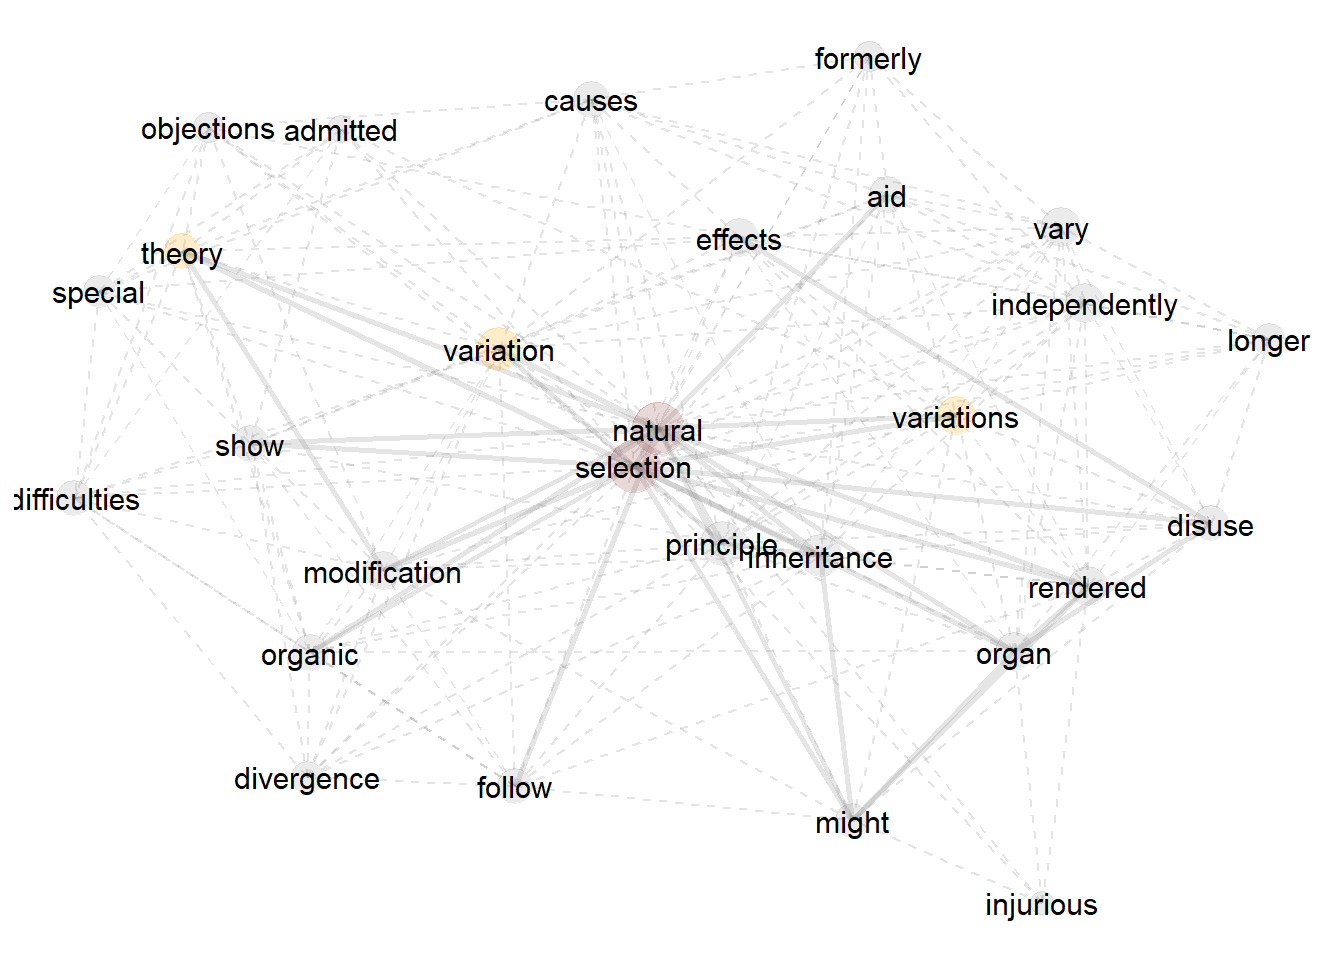 formerly
causes
objections
admitted
aid
vary
effects
theory
special
independently
longer
variation
variations
natural
show
selection
difficulties
disuse
principle
inheritance
modification
rendered
organic
organ
divergence
follow
might
injurious